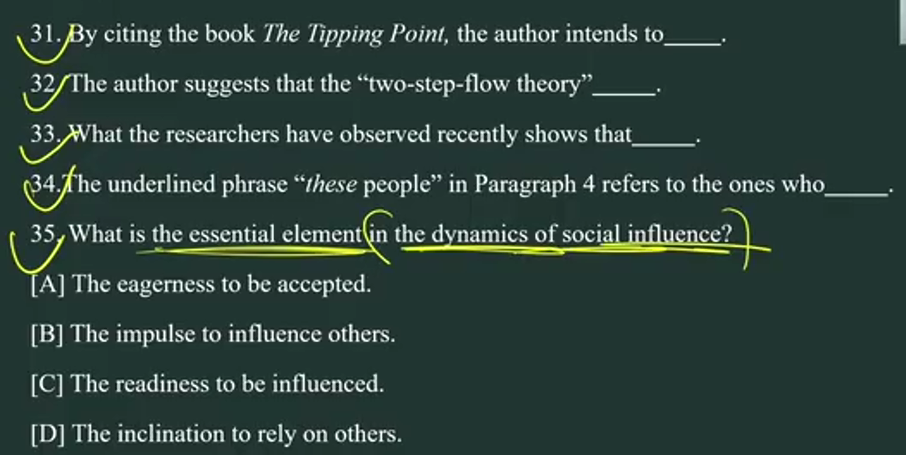 31. By citing the book The Tipping Point, the author intends to_____.
32. The author suggests that the “two-step-flow theory”_____.
33. What the researchers have observed recently shows that_____.
34.The underlined phrase “these people” in Paragraph 4 refers to the ones who_____.
35. What is the essential element in the dynamics of social influence?
[A] The eagerness to be accepted.
[B] The impulse to influence others.
[C] The readiness to be influenced.
[D] The inclination to rely on others.